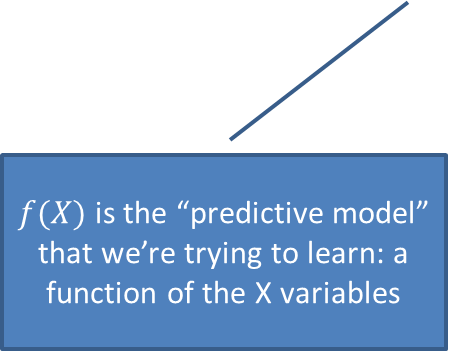 f(X) is the “predictive model”
that we’re trying to learn: a
function of the X variables